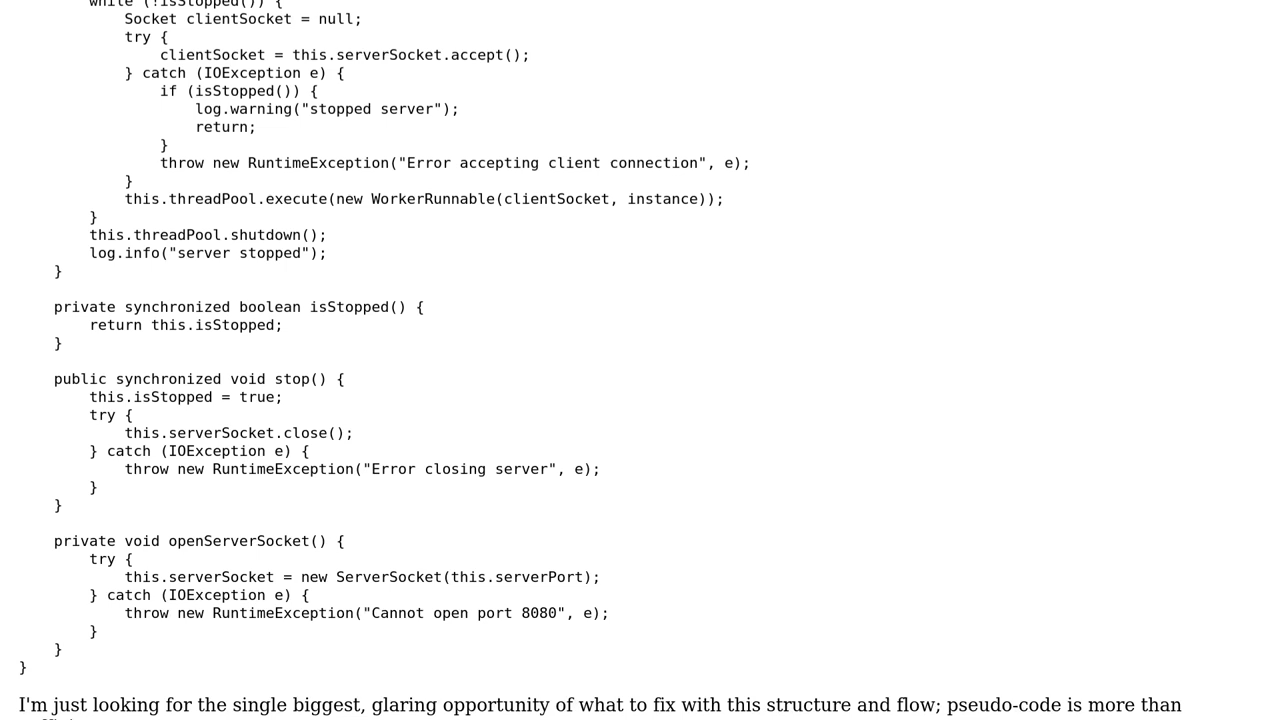 while (!isStopped()) {
Socket clientSocket = null;
try {
clientSocket = this.serverSocket.accept();
} catch (IOException e) {
if (isStopped()) {
log.warning("stopped server");
return;
}
throw new RuntimeException("Error accepting client connection", e);
}
this.threadPool.execute(new WorkerRunnable(clientSocket, instance));
}
this.threadPool.shutdown();
log.info("server stopped");
}
private synchronized boolean isStopped() {
return this.isStopped;
}
public synchronized void stop() {
this.isStopped = true;
try {
this.serverSocket.close();
} catch (IOException e) {
throw new RuntimeException("Error closing server", e);
}
}
private void openServerSocket() {
try {
this.serverSocket = new ServerSocket(this.serverPort);
} catch (IOException e) {
throw new RuntimeException("Cannot open port 8080", e);
}
}
}
I'm just looking for the single biggest, glaring opportunity of what to fix with this structure and flow; pseudo-code is more than